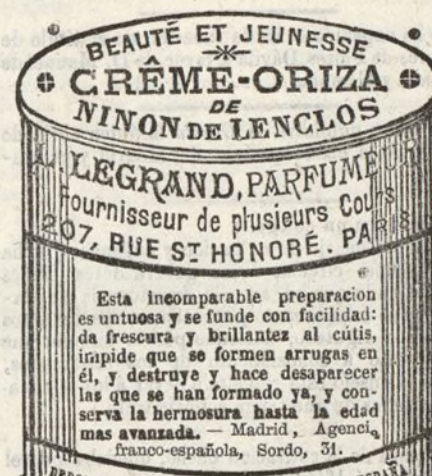 BEAUTÉ ET JEUNESSE
CRÊME-ORIZA
DE
NINON DE LENCLOS
L. LEGRAND, PARFUMEUR
Fournisseur de plusieurs Cours
207, RUE ST HONORÉ. PARIS
Esta incomparable preparacion
es untuosa y se funde con facilidad:
da frescura y brillantez al cútis,
impide que se formen arrugas en
él, y destruye y hace desaparecer
las que se han formado ya, y con-
serva la hermosura hasta la edad
mas avanzada. — Madrid, Agencia
franco-española, Sordo, 31.